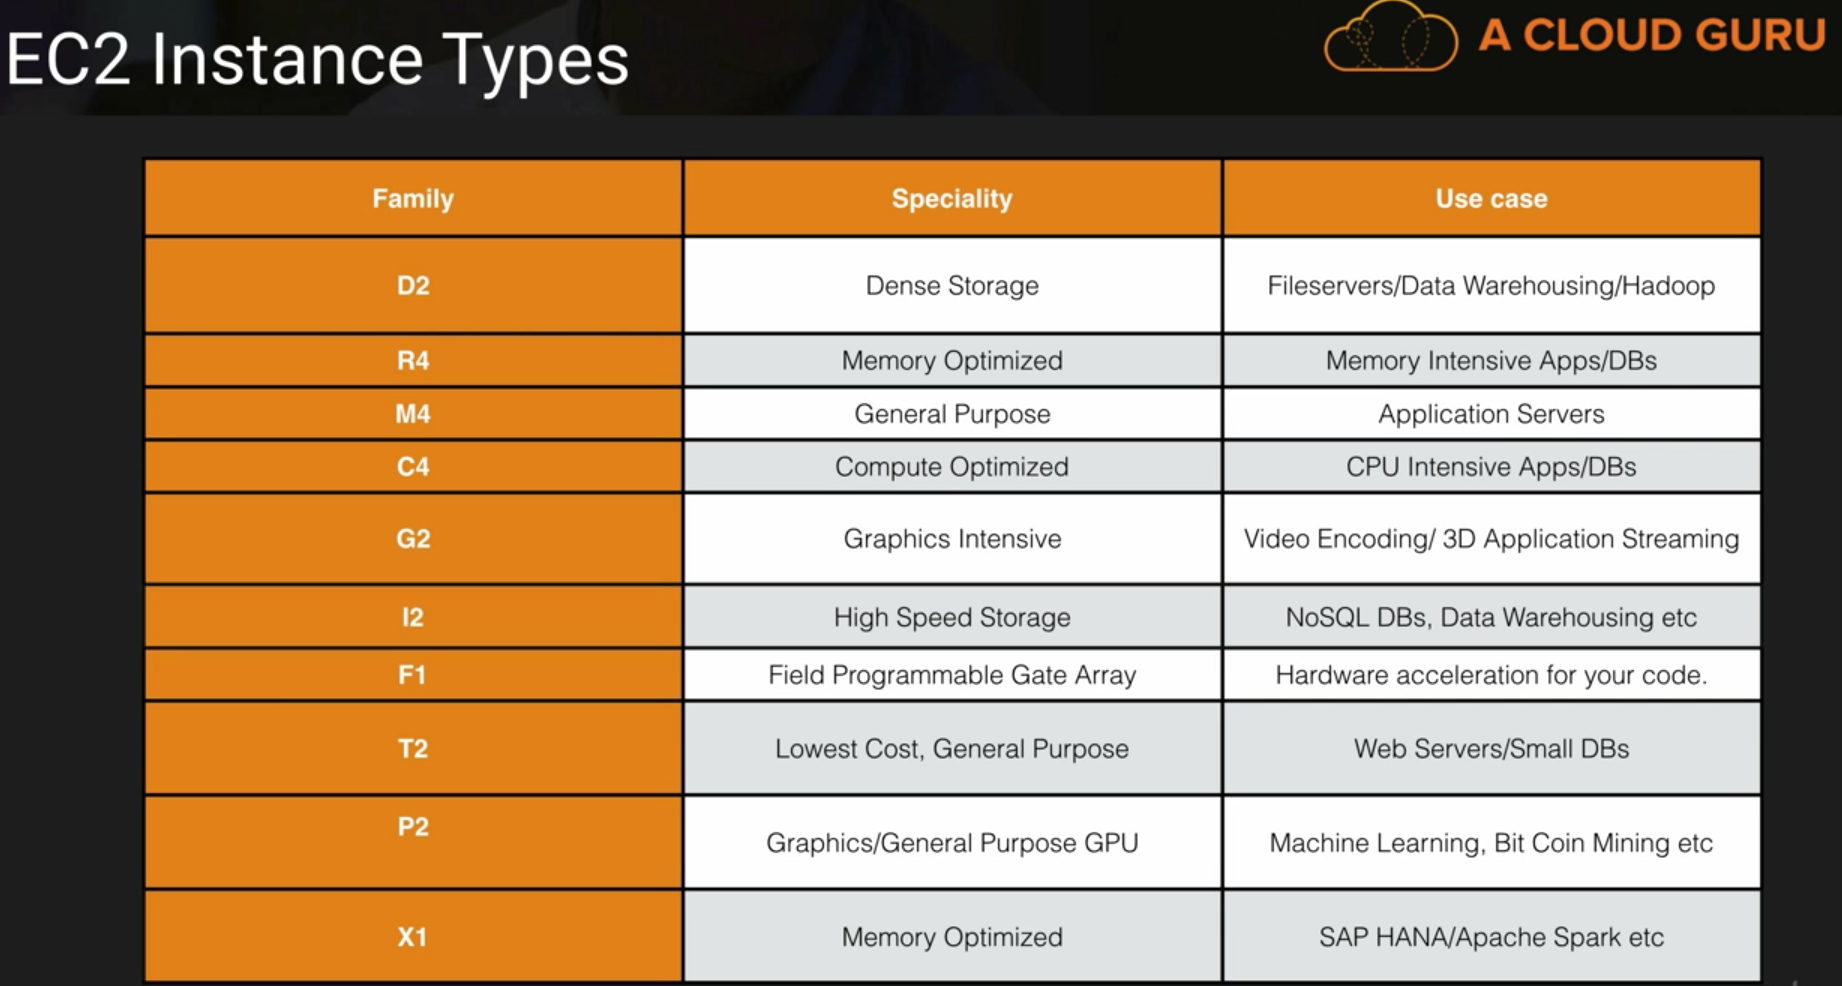 EC2 Instance Types
A CLOUD GURU
Family Speciality Use case
D2 Dense Storage Fileservers/Data Warehousing/Hadoop
R4 Memory Optimized Memory Intensive Apps/DBs
M4 General Purpose Application Servers
C4 Compute Optimized CPU Intensive Apps/DBs
G2 Graphics Intensive Video Encoding/ 3D Application Streaming
I2 High Speed Storage NoSQL DBs, Data Warehousing etc
F1 Field Programmable Gate Array Hardware acceleration for your code.
T2 Lowest Cost, General Purpose Web Servers/Small DBs
P2 Graphics/General Purpose GPU Machine Learning, Bit Coin Mining etc
X1 Memory Optimized SAP HANA/Apache Spark etc